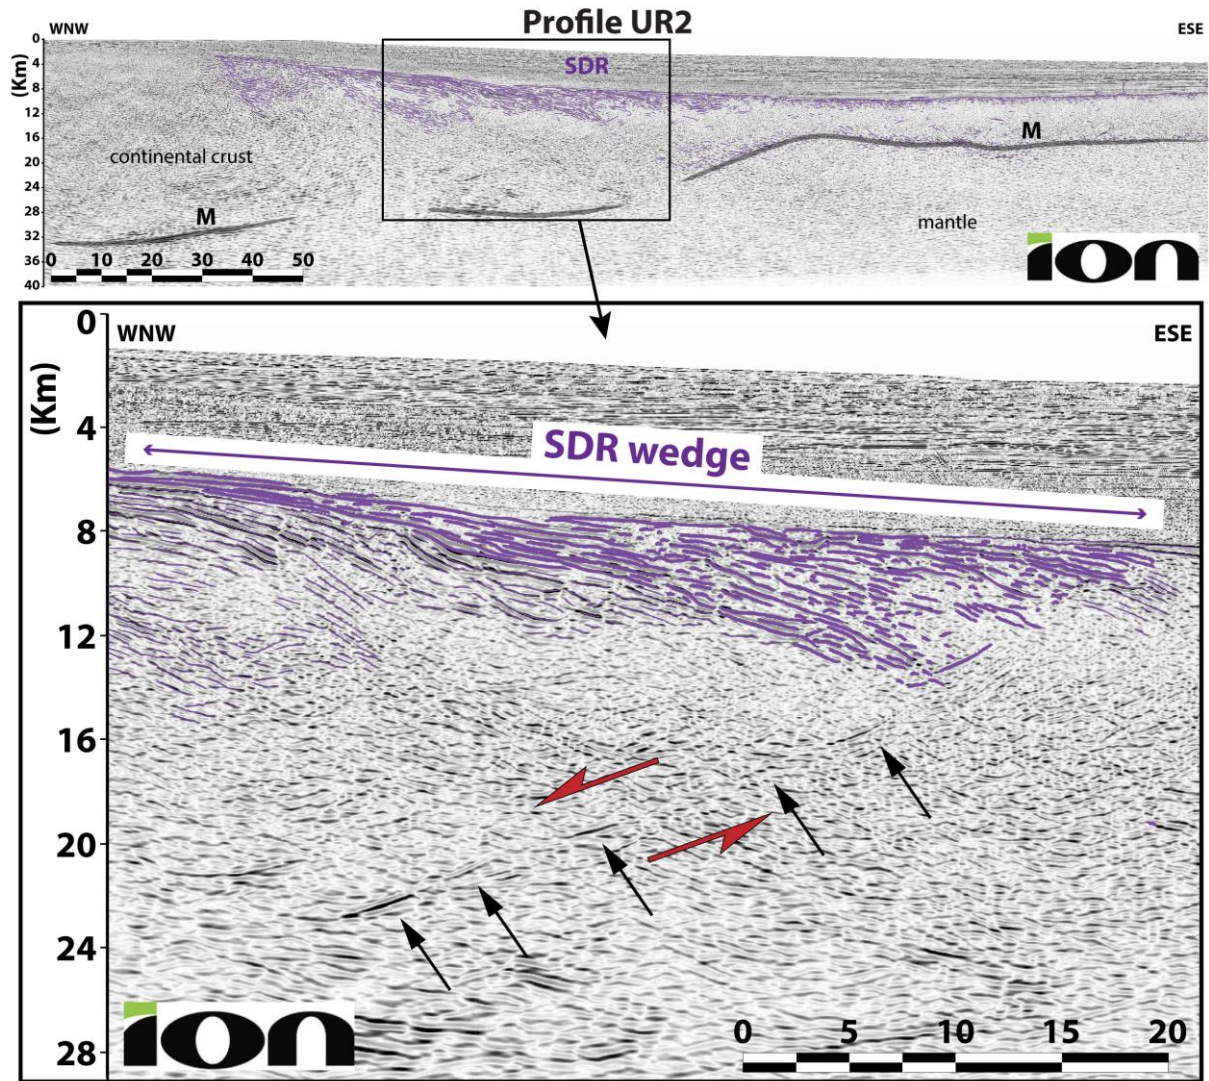 Profile UR2
WNW
ESE
(Km)
0
4
8
12
16
20
24
28
32
36
40
SDR
continental crust
M
M
mantle
0 10 20 30 40 50
ion
WNW
ESE
(Km)
0
4
8
12
16
20
24
28
SDR wedge
ion
0 5 10 15 20